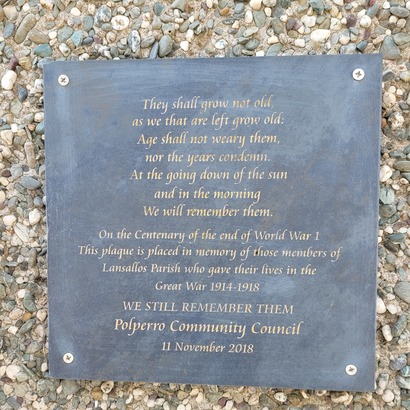 They shall grow not old,
as we that are left grow old:
Age shall not weary them,
nor the years condemn.
At the going down of the sun
and in the morning
We will remember them.
On the Centenary of the end of World War 1
This plaque is placed in memory of those members of
Lansallos Parish who gave their lives in the
Great War 1914-1918
WE STILL REMEMBER THEM
Polperro Community Council
11 November 2018